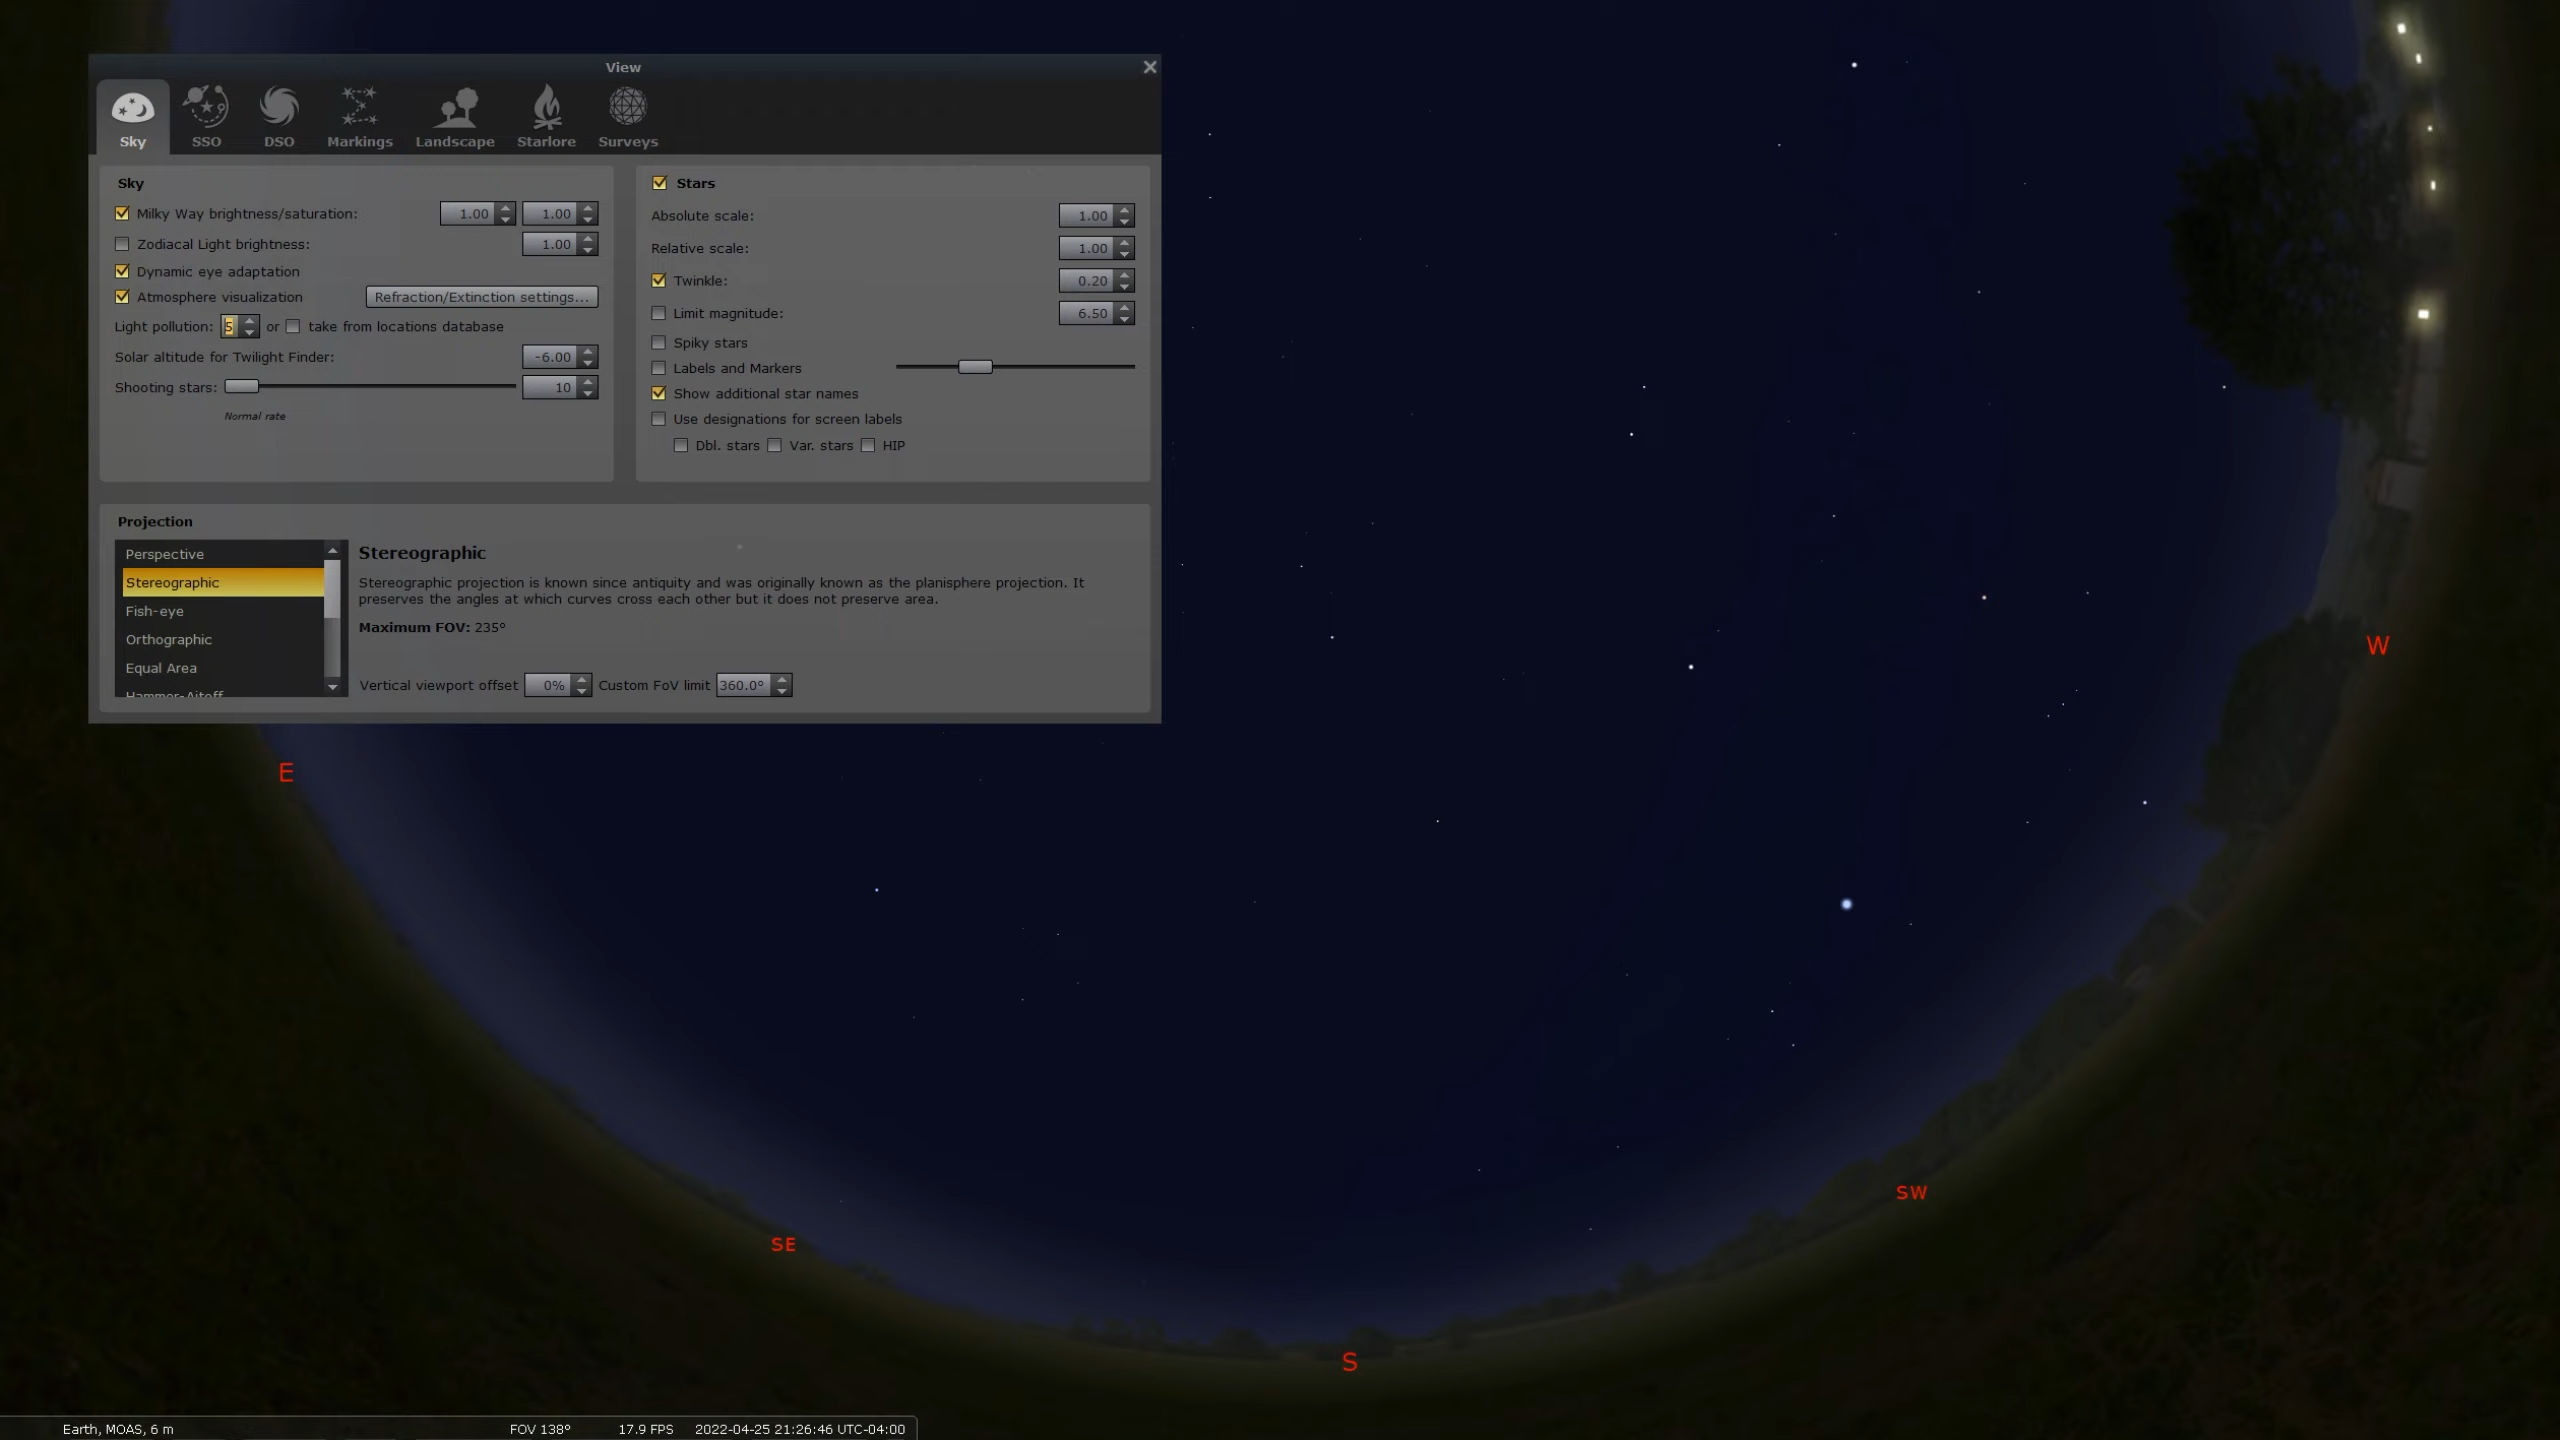 View
Sky SSO DSO Markings Landscape Starlore Surveys
Sky
Milky Way brightness/saturation: 1.00 1.00
Zodiacal Light brightness: 1.00
Dynamic eye adaptation
Atmosphere visualization Refraction/Extinction settings...
Light pollution: 5 or take from locations database
Solar altitude for Twilight Finder: -6.00
Shooting stars: 10
Normal rate
Stars
Absolute scale: 1.00
Relative scale: 1.00
Twinkle: 0.20
Limit magnitude: 6.50
Spiky stars
Labels and Markers
Show additional star names
Use designations for screen labels
Dbl. stars Var. stars HIP
Projection
Perspective
Stereographic
Fish-eye
Orthographic
Equal Area
Hammer-Aitoff
Stereographic
Stereographic projection is known since antiquity and was originally known as the planisphere projection. It
preserves the angles at which curves cross each other but it does not preserve area.
Maximum FOV: 235°
Vertical viewport offset 0% Custom FoV limit 360.0°
W
E
SW
SE
S
Earth, MOAS, 6 m FOV 138° 17.9 FPS 2022-04-25 21:26:46 UTC-04:00